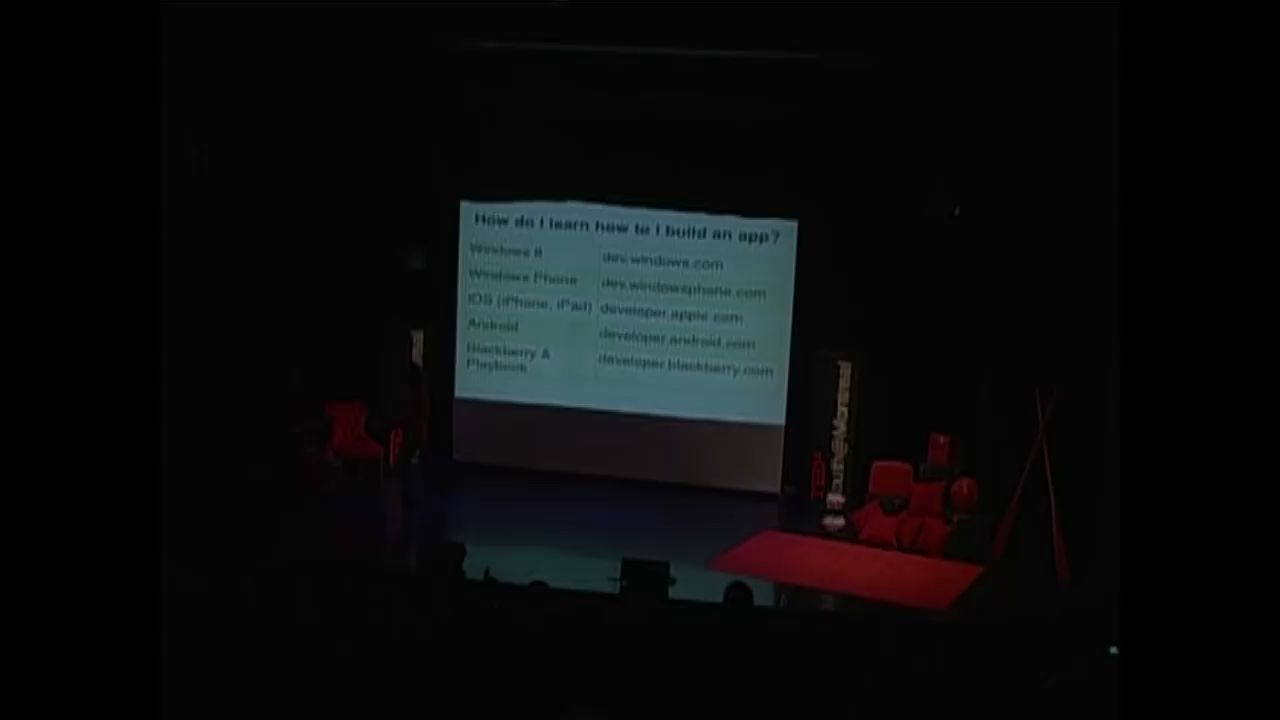 How do I learn how to I build an app?
Windows 8 dev.windows.com
Windows Phone dev.windowsphone.com
iOS (iPhone, iPad) developer.apple.com
Android developer.android.com
Blackberry & developer.blackberry.com
Playbook
TEDx